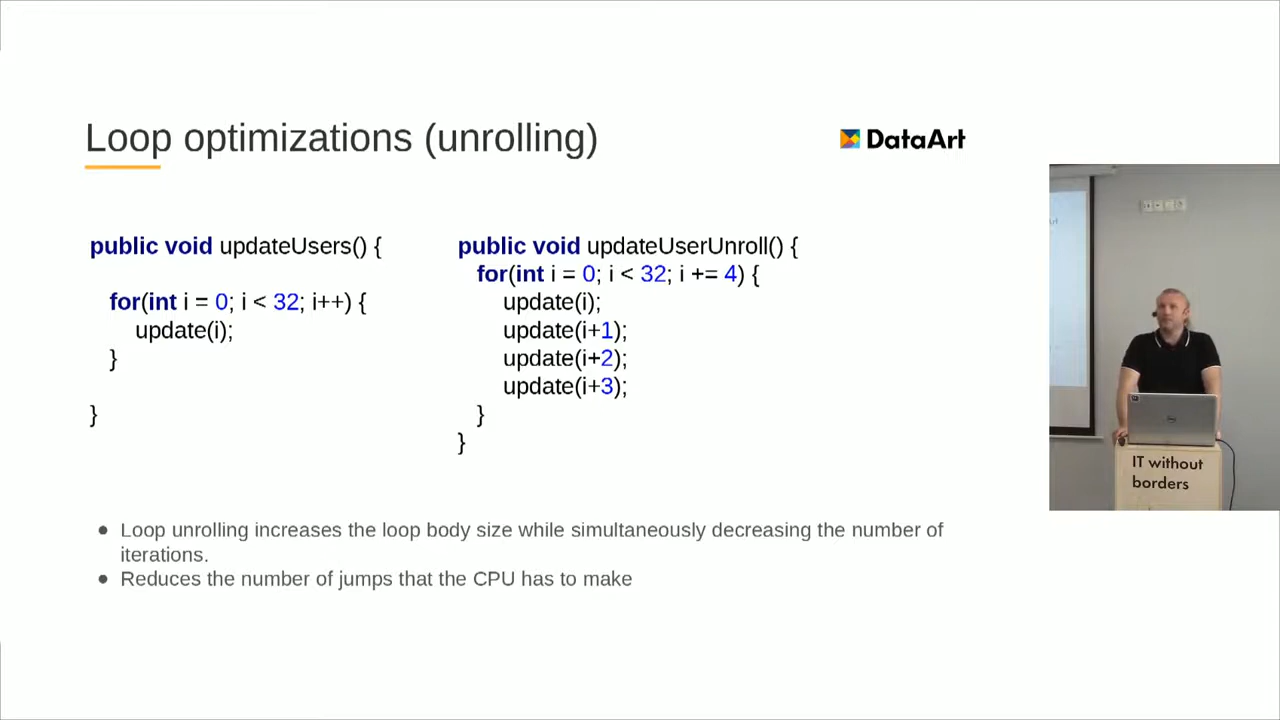 Loop optimizations (unrolling)
DataArt
public void updateUsers() {
for(int i = 0; i < 32; i++) {
update(i);
}
}
public void updateUserUnroll() {
for(int i = 0; i < 32; i += 4) {
update(i);
update(i+1);
update(i+2);
update(i+3);
}
}
● Loop unrolling increases the loop body size while simultaneously decreasing the number of
iterations.
● Reduces the number of jumps that the CPU has to make
IT without
borders